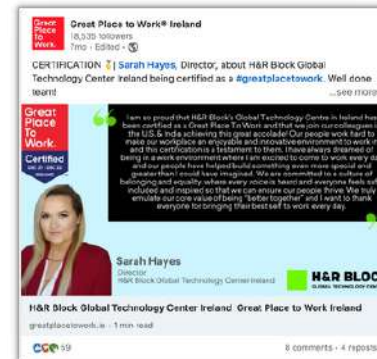 Great Place To Work.
Great Place to Work® Ireland
18,535 followers
7mo • Edited •
CERTIFICATION | Sarah Hayes, Director, about H&R Block Global
Technology Center Ireland being certified as a #greatplacetowork. Well done
team!
...see more
Great
Place
To
Work.
Certified
I am so proud that H&R Block's Global Technology Centre in Ireland has
been certified as a Great Place To Work and that we join our colleagues in
the U.S & India achieving this great accolade! Our people work hard to
make our workplace an enjoyable and innovative environment to work in
and this certification is a testament to them. I have always dreamed of
being in a work environment where I am excited to come to work every day
and our people have helped build something even more special and
greater than I could have imagined. We are committed to a culture of
belonging and equality where every voice is heard and everyone feels safe,
included and inspired so that we can ensure our people thrive. We truly
emulate our core value of being "better together" and I want to thank
everyone for bringing their best self to work every day.
Sarah Hayes
Director
H&R Block Global Technology Center Ireland
H&R BLOCK
GLOBAL TECHNOLOGY CENTER
H&R Block Global Technology Center Ireland Great Place to Work Ireland
greatplacetowork.ie • 1 min read
59
8 comments • 4 reposts